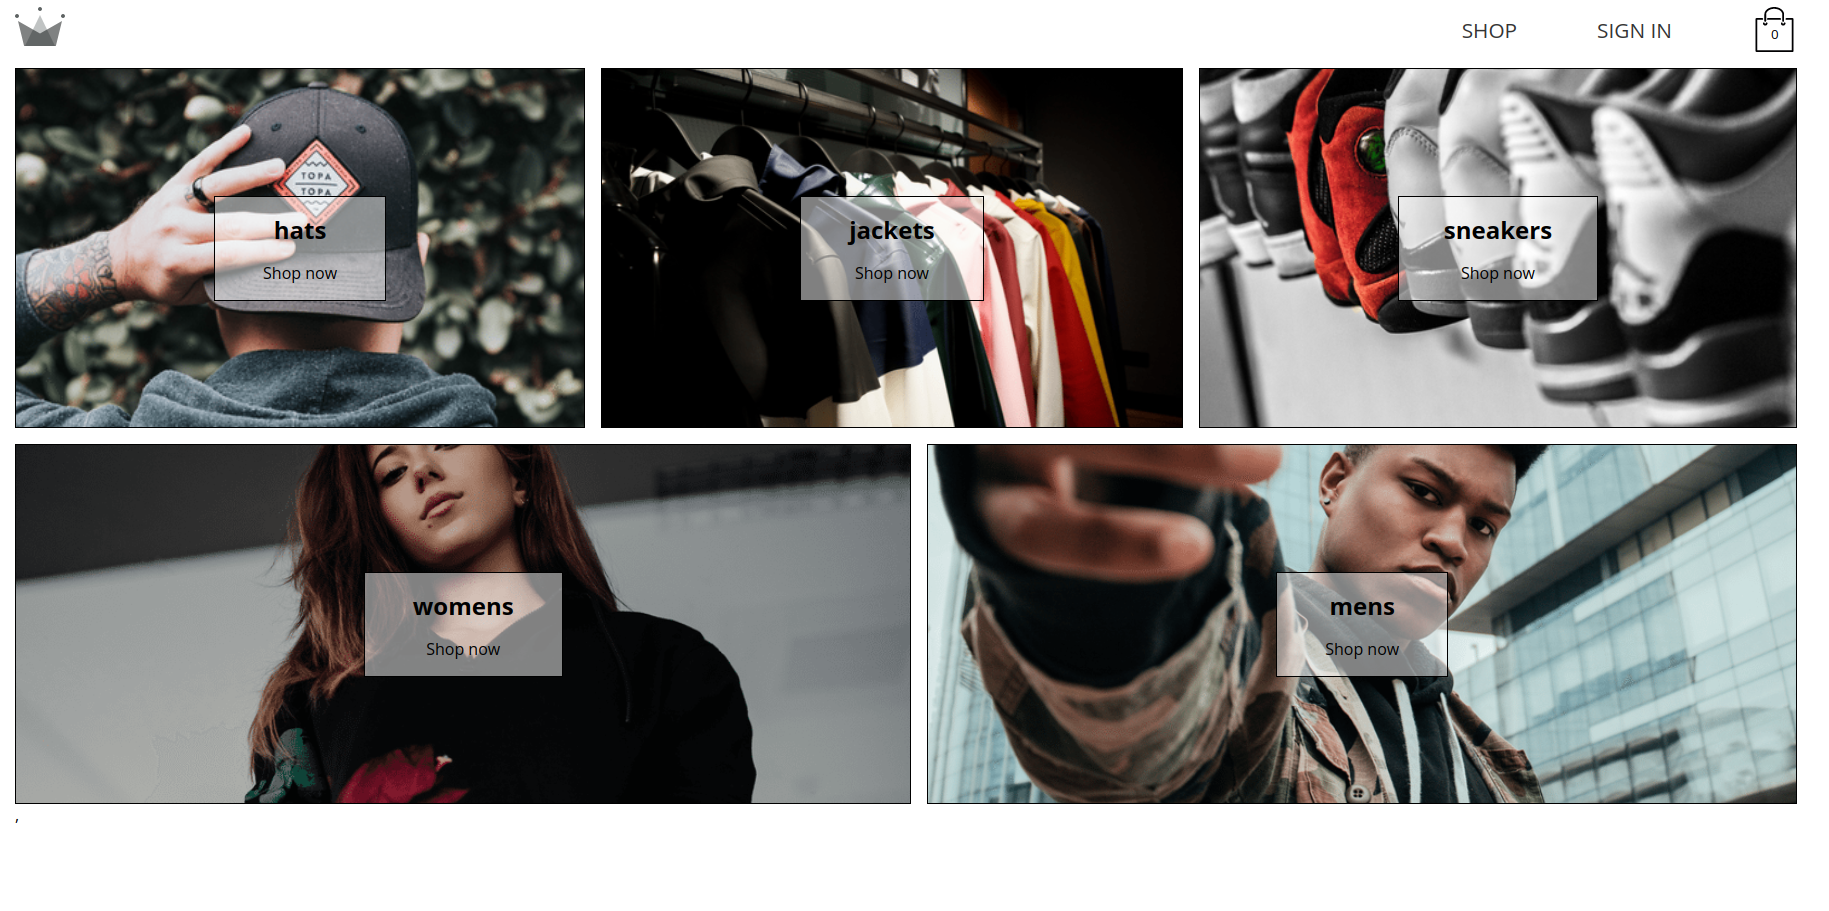 SHOP
SIGN IN
0
TOPA
TOPA
hats
Shop now
jackets
Shop now
sneakers
Shop now
womens
Shop now
mens
Shop now
,